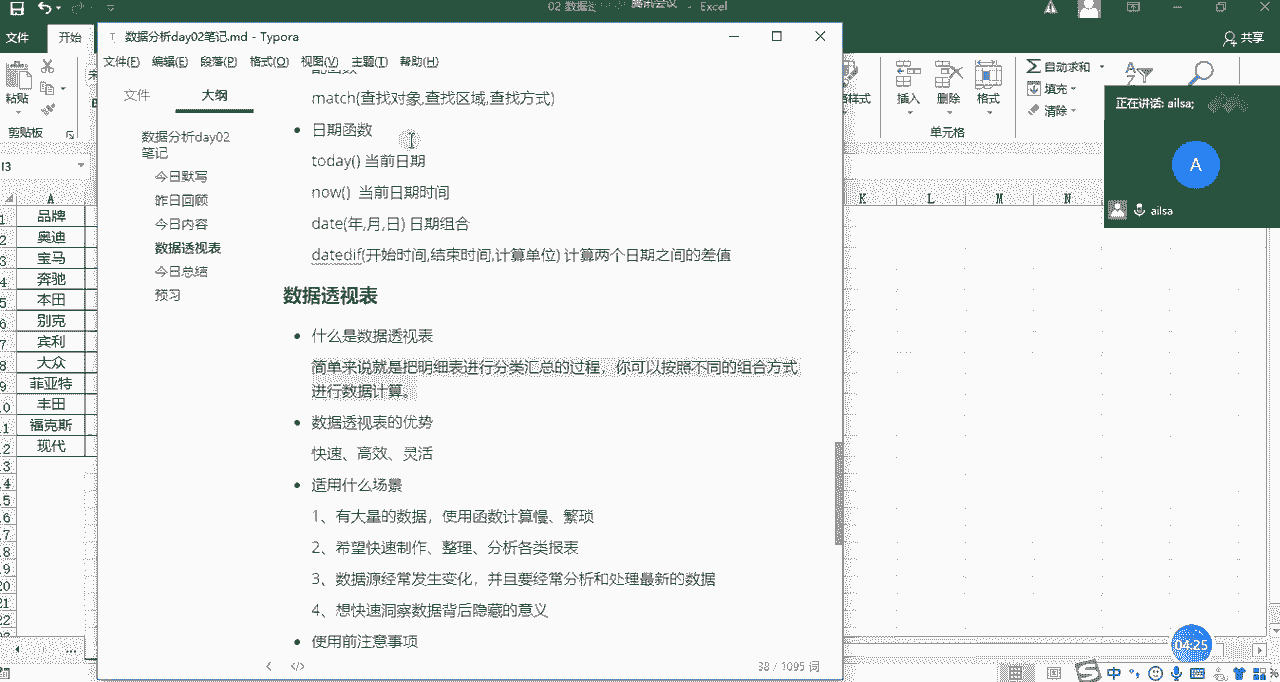 腾讯会议 - Excel
文件 开始
共享
粘贴
剪贴板
样式
插入 删除 格式
单元格
自动求和
填充
清除
数据分析day02笔记.md - Typora
文件(F) 编辑(E) 段落(P) 格式(O) 视图(V) 主题(T) 帮助(H)
文件 大纲
数据分析day02
笔记
今日默写
昨日回顾
今日内容
数据透视表
今日总结
预习
match(查找对象,查找区域,查找方式)
日期函数
today() 当前日期
now() 当前日期时间
date(年,月,日) 日期组合
datedif(开始时间,结束时间,计算单位) 计算两个日期之间的差值
数据透视表
什么是数据透视表
简单来说就是把明细表进行分类汇总的过程，你可以按照不同的组合方式
进行数据计算。
数据透视表的优势
快速、高效、灵活
适用什么场景
1、有大量的数据，使用函数计算慢、繁琐
2、希望快速制作、整理、分析各类报表
3、数据源经常发生变化，并且要经常分析和处理最新的数据
4、想快速洞察数据背后隐藏的意义
使用前注意事项
38 / 1095 词
正在讲话: ailsa;
A
ailsa
I3
A K L M N
品牌
奥迪
宝马
奔驰
本田
别克
宾利
大众
菲亚特
丰田
福克斯
现代
04:25
中